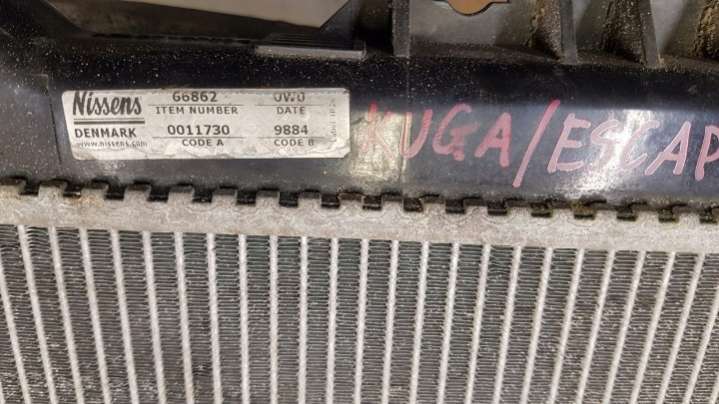 Nissens 66862
ITEM NUMBER DATE
DENMARK 0011730 9884
www.nissens.com CODE A CODE B
KUGA/ESCAP